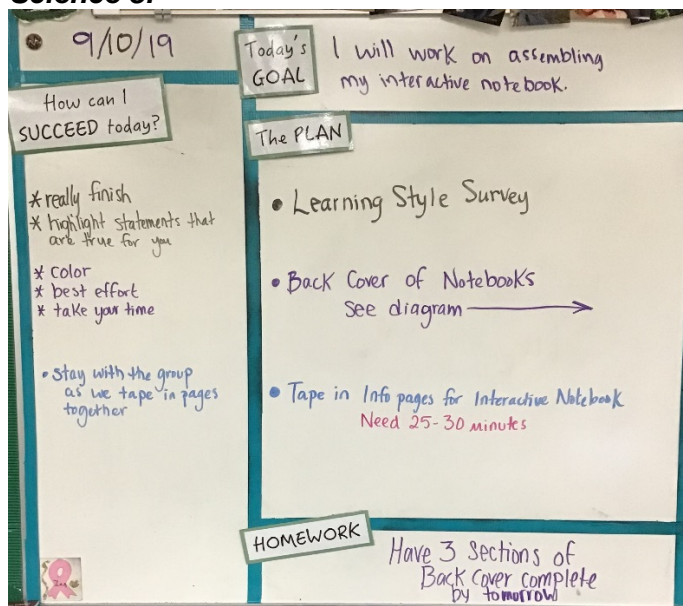 9/10/19
Today's
GOAL
I will work on assembling
my interactive notebook.
How can I
SUCCEED today?
* really finish
* highlight statements that
are true for you
* color
* best effort
* take your time
• stay with the group
as we tape in pages
together
The PLAN
• Learning Style Survey
• Back Cover of Notebooks
See diagram
• Tape in Info pages for Interactive Notebook
Need 25-30 minutes
HOMEWORK
Have 3 Sections of
Back Cover complete
by tomorrow